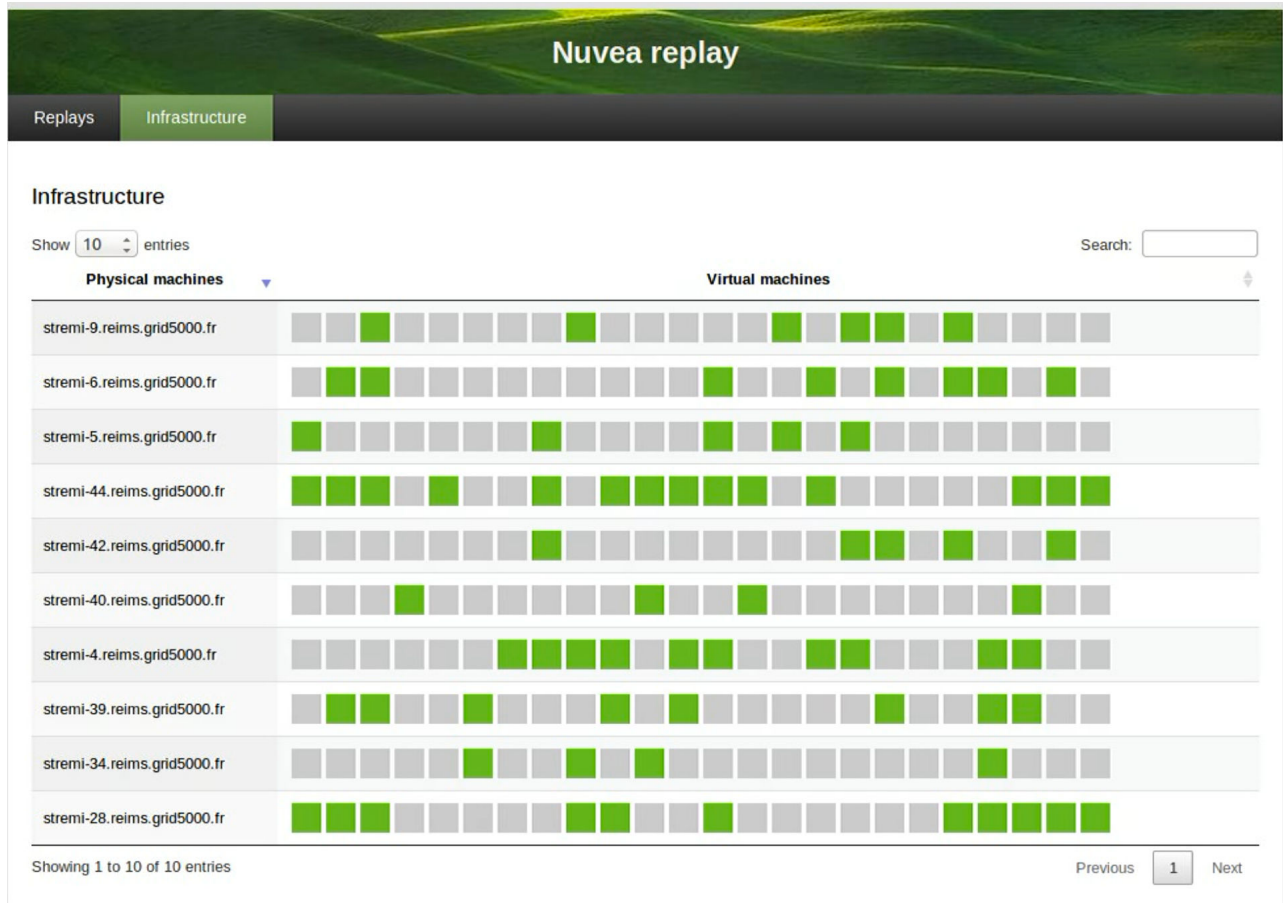 Nuvea replay
Replays Infrastructure
Infrastructure
Show 10 entries Search:
Physical machines Virtual machines
stremi-9.reims.grid5000.fr
stremi-6.reims.grid5000.fr
stremi-5.reims.grid5000.fr
stremi-44.reims.grid5000.fr
stremi-42.reims.grid5000.fr
stremi-40.reims.grid5000.fr
stremi-4.reims.grid5000.fr
stremi-39.reims.grid5000.fr
stremi-34.reims.grid5000.fr
stremi-28.reims.grid5000.fr
Showing 1 to 10 of 10 entries Previous 1 Next